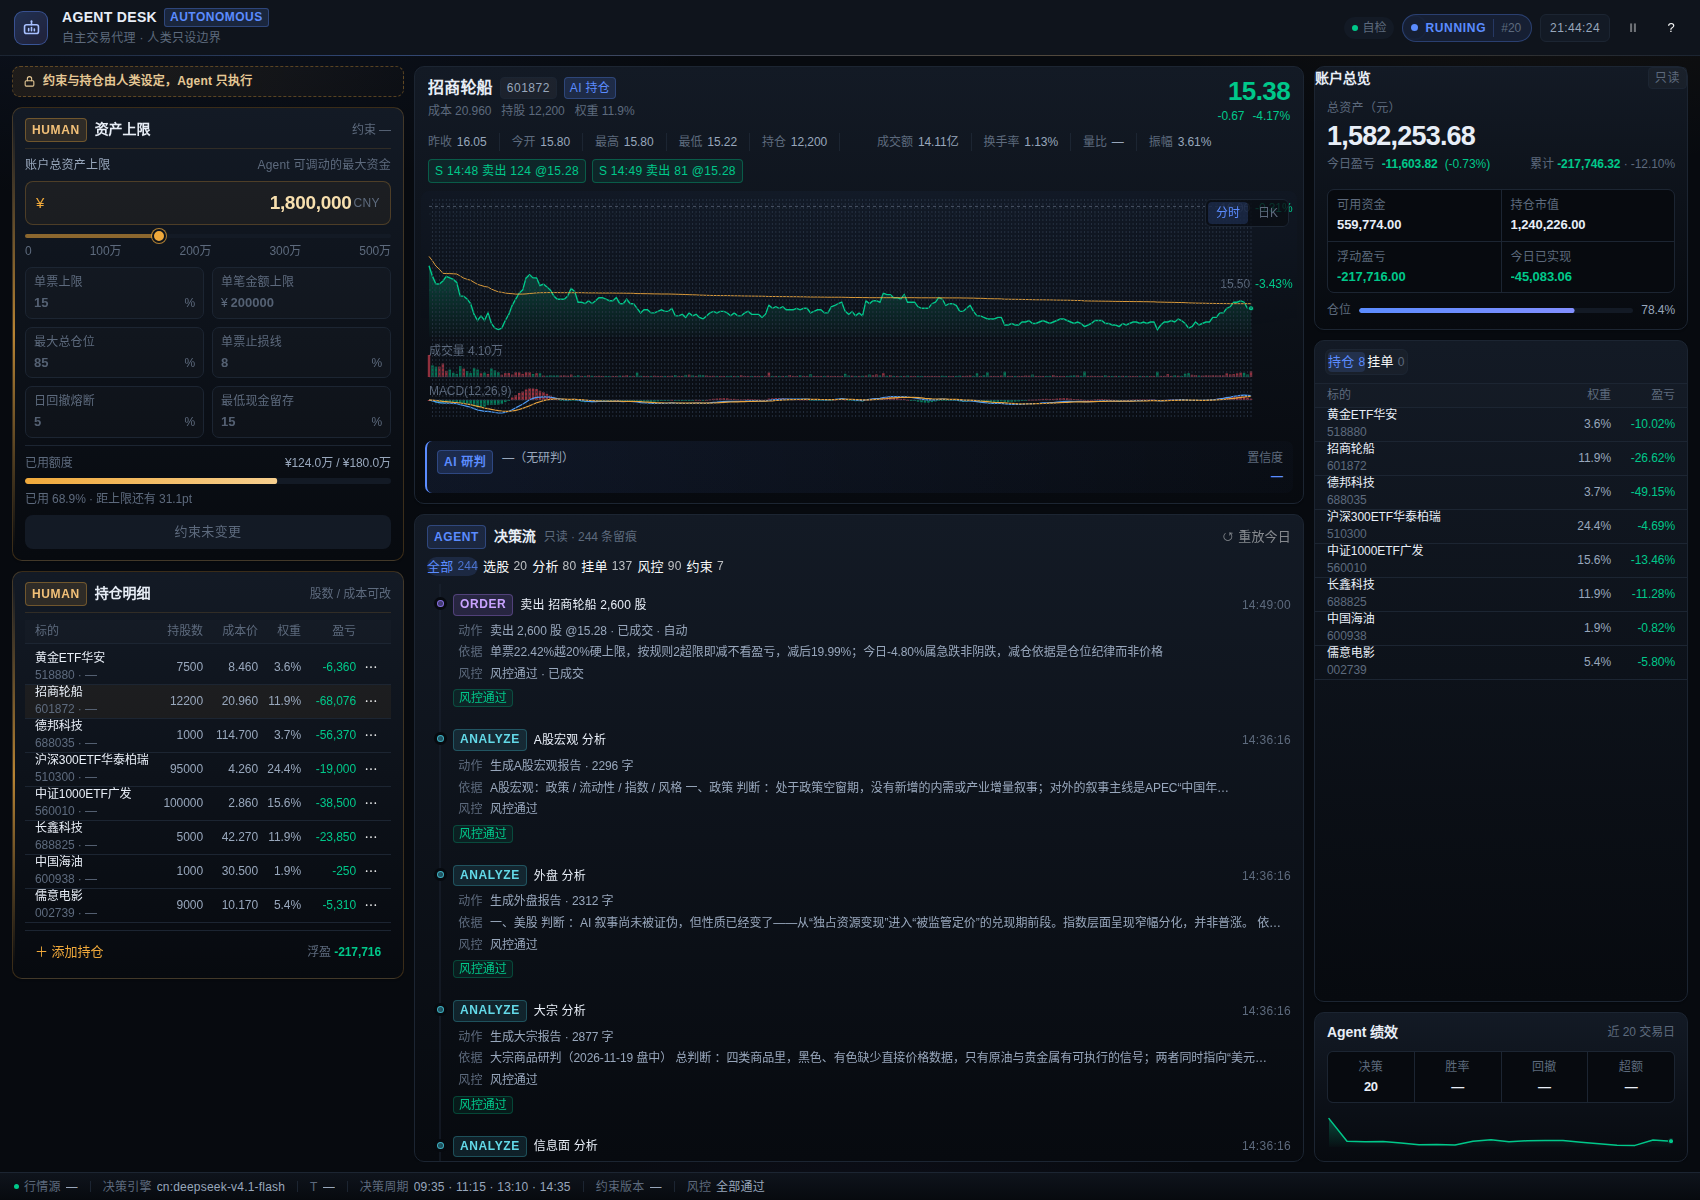 AGENT DESK AUTONOMOUS
自主交易代理 · 人类只设边界
自检 RUNNING #20 21:44:24 ?
约束与持仓由人类设定，Agent 只执行
HUMAN 资产上限 约束 —
账户总资产上限 Agent 可调动的最大资金
¥ 1,800,000 CNY
0 100万 200万 300万 500万
单票上限 单笔金额上限
15 % ¥ 200000
最大总仓位 单票止损线
85 % 8 %
日回撤熔断 最低现金留存
5 % 15 %
已用额度 ¥124.0万 / ¥180.0万
已用 68.9% · 距上限还有 31.1pt
约束未变更
HUMAN 持仓明细 股数 / 成本可改
标的 持股数 成本价 权重 盈亏
黄金ETF华安
518880 · — 7500 8.460 3.6% -6,360 ···
招商轮船
601872 · — 12200 20.960 11.9% -68,076 ···
德邦科技
688035 · — 1000 114.700 3.7% -56,370 ···
沪深300ETF华泰柏瑞
510300 · — 95000 4.260 24.4% -19,000 ···
中证1000ETF广发
560010 · — 100000 2.860 15.6% -38,500 ···
长鑫科技
688825 · — 5000 42.270 11.9% -23,850 ···
中国海油
600938 · — 1000 30.500 1.9% -250 ···
儒意电影
002739 · — 9000 10.170 5.4% -5,310 ···
＋ 添加持仓 浮盈 -217,716
招商轮船 601872 AI 持仓 15.38
成本 20.960 持股 12,200 权重 11.9% -0.67 -4.17%
昨收 16.05 今开 15.80 最高 15.80 最低 15.22 持仓 12,200 成交额 14.11亿 换手率 1.13% 量比 — 振幅 3.61%
S 14:48 卖出 124 @15.28 S 14:49 卖出 81 @15.28
分时 日K
15.50 -3.43%
成交量 4.10万
MACD(12,26,9)
AI 研判 —（无研判） 置信度
—
AGENT 决策流 只读 · 244 条留痕 重放今日
全部 244 选股 20 分析 80 挂单 137 风控 90 约束 7
ORDER 卖出 招商轮船 2,600 股 14:49:00
动作 卖出 2,600 股 @15.28 · 已成交 · 自动
依据 单票22.42%越20%硬上限，按规则2超限即减不看盈亏，减后19.99%；今日-4.80%属急跌非阴跌，减仓依据是仓位纪律而非价格
风控 风控通过 · 已成交
风控通过
ANALYZE A股宏观 分析 14:36:16
动作 生成A股宏观报告 · 2296 字
依据 A股宏观：政策 / 流动性 / 指数 / 风格 一、政策 判断： 处于政策空窗期，没有新增的内需或产业增量叙事；对外的叙事主线是APEC“中国年…
风控 风控通过
风控通过
ANALYZE 外盘 分析 14:36:16
动作 生成外盘报告 · 2312 字
依据 一、美股 判断： AI 叙事尚未被证伪，但性质已经变了——从“独占资源变现”进入“被监管定价”的兑现期前段。指数层面呈现窄幅分化，并非普涨。 依…
风控 风控通过
风控通过
ANALYZE 大宗 分析 14:36:16
动作 生成大宗报告 · 2877 字
依据 大宗商品研判（2026-11-19 盘中） 总判断： 四类商品里，黑色、有色缺少直接价格数据，只有原油与贵金属有可执行的信号；两者同时指向“美元…
风控 风控通过
风控通过
ANALYZE 信息面 分析 14:36:16
账户总览 只读
总资产（元）
1,582,253.68
今日盈亏 -11,603.82 (-0.73%) 累计 -217,746.32 · -12.10%
可用资金 持仓市值
559,774.00 1,240,226.00
浮动盈亏 今日已实现
-217,716.00 -45,083.06
仓位 78.4%
持仓 8 挂单 0
标的 权重 盈亏
黄金ETF华安
518880 3.6% -10.02%
招商轮船
601872 11.9% -26.62%
德邦科技
688035 3.7% -49.15%
沪深300ETF华泰柏瑞
510300 24.4% -4.69%
中证1000ETF广发
560010 15.6% -13.46%
长鑫科技
688825 11.9% -11.28%
中国海油
600938 1.9% -0.82%
儒意电影
002739 5.4% -5.80%
Agent 绩效 近 20 交易日
决策 胜率 回撤 超额
20 — — —
行情源 — 决策引擎 cn:deepseek-v4.1-flash T — 决策周期 09:35 · 11:15 · 13:10 · 14:35 约束版本 — 风控 全部通过